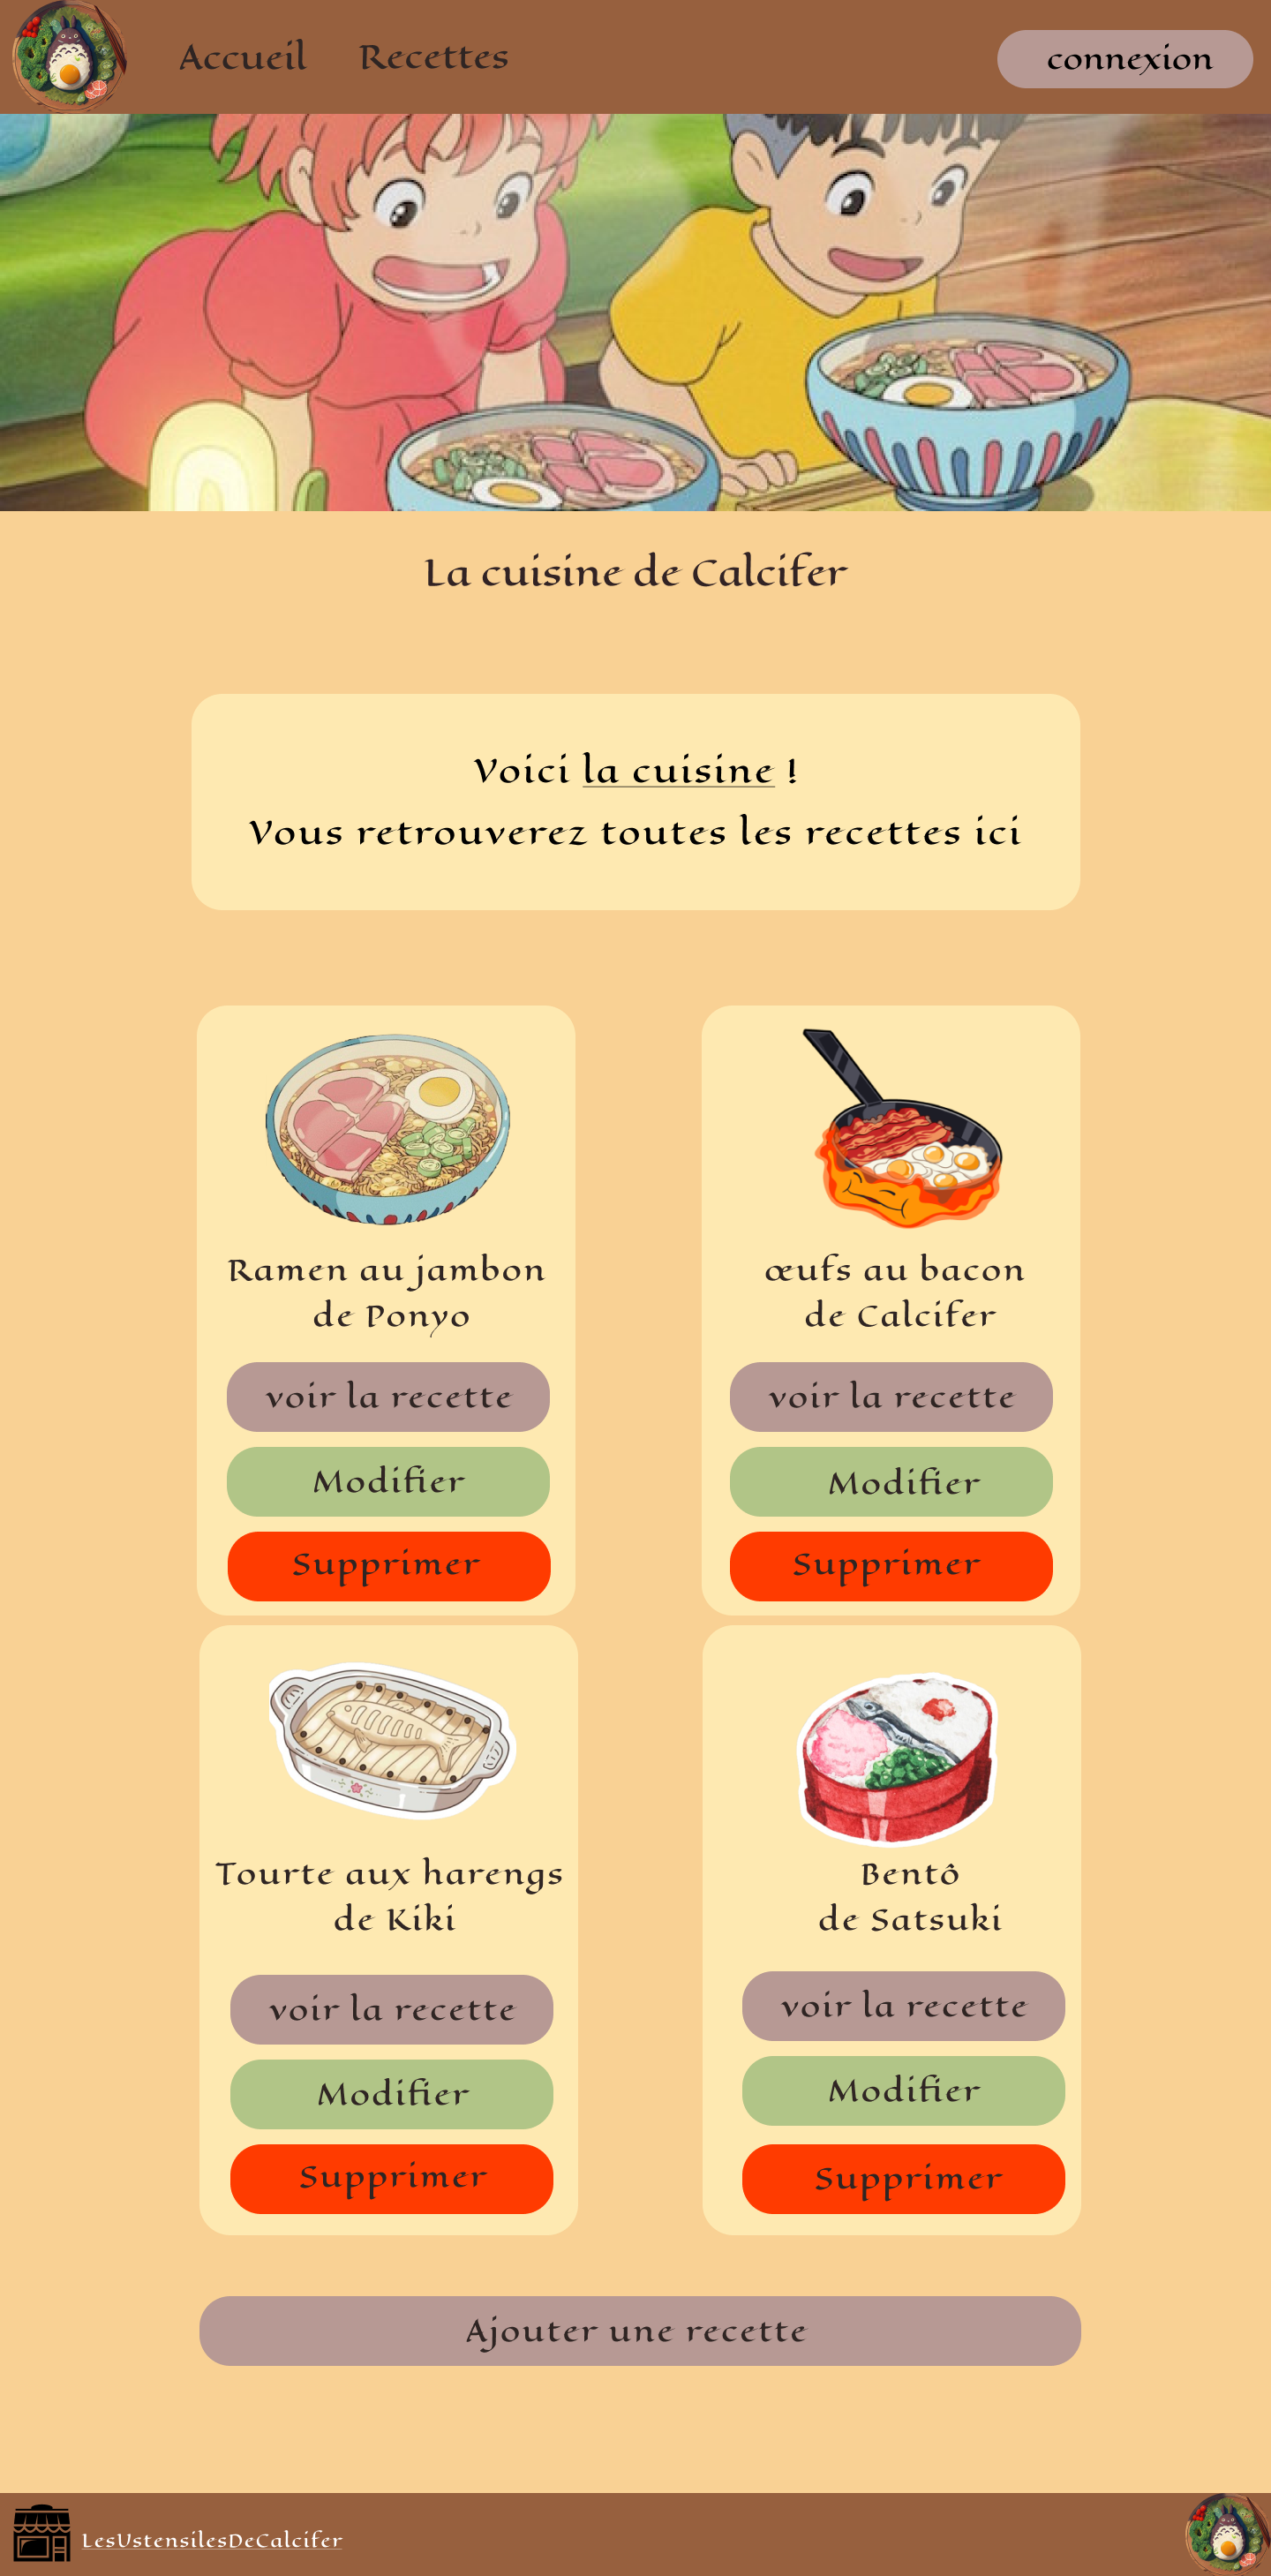 Accueil
Recettes
connexion
La cuisine de Calcifer
Voici la cuisine !
Vous retrouverez toutes les recettes ici
Ramen au jambon
de Ponyo
voir la recette
Modifier
Supprimer
œufs au bacon
de Calcifer
voir la recette
Modifier
Supprimer
Tourte aux harengs
de Kiki
voir la recette
Modifier
Supprimer
Bentô
de Satsuki
voir la recette
Modifier
Supprimer
Ajouter une recette
LesUstensilesDeCalcifer